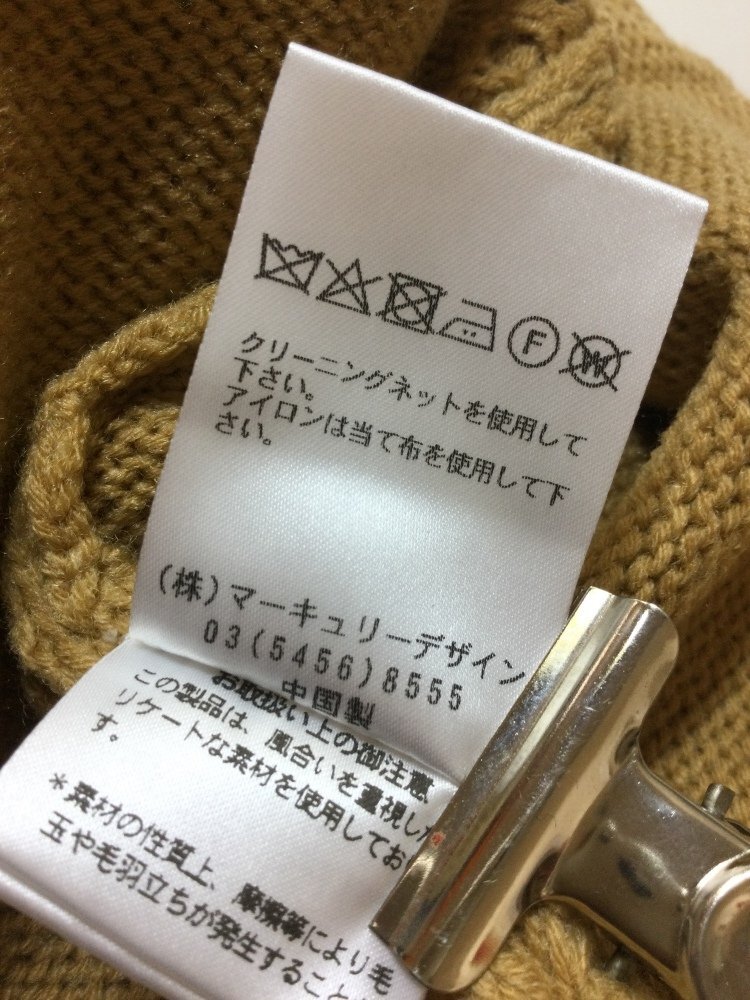 F
W
クリーニングネットを使用して
下さい。
アイロンは当て布を使用して下
さい。
(株)マーキュリーデザイン
03(5456)8555
中国製
お取扱い上の御注意
この製品は、風合いを重視した
リケートな素材を使用してお
す。
*素材の性質上、摩擦等により毛
玉や毛羽立ちが発生すること